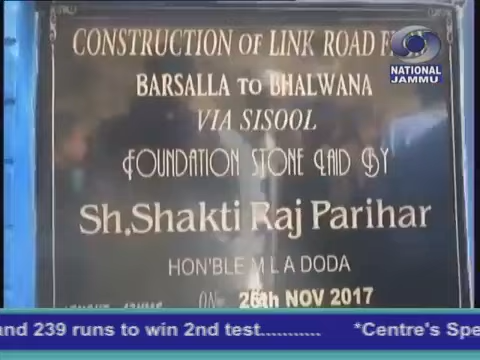 CONSTRUCTION OF LINK ROAD
NATIONAL
JAMMU
BARSALLA TO BHALWANA
VIA SISOOL
FOUNDATION STONE LAID BY
Sh.Shakti Raj Parihar
HON'BLE M L A DODA
ON 26th NOV 2017
and 239 runs to win 2nd test........... *Centre's Spe